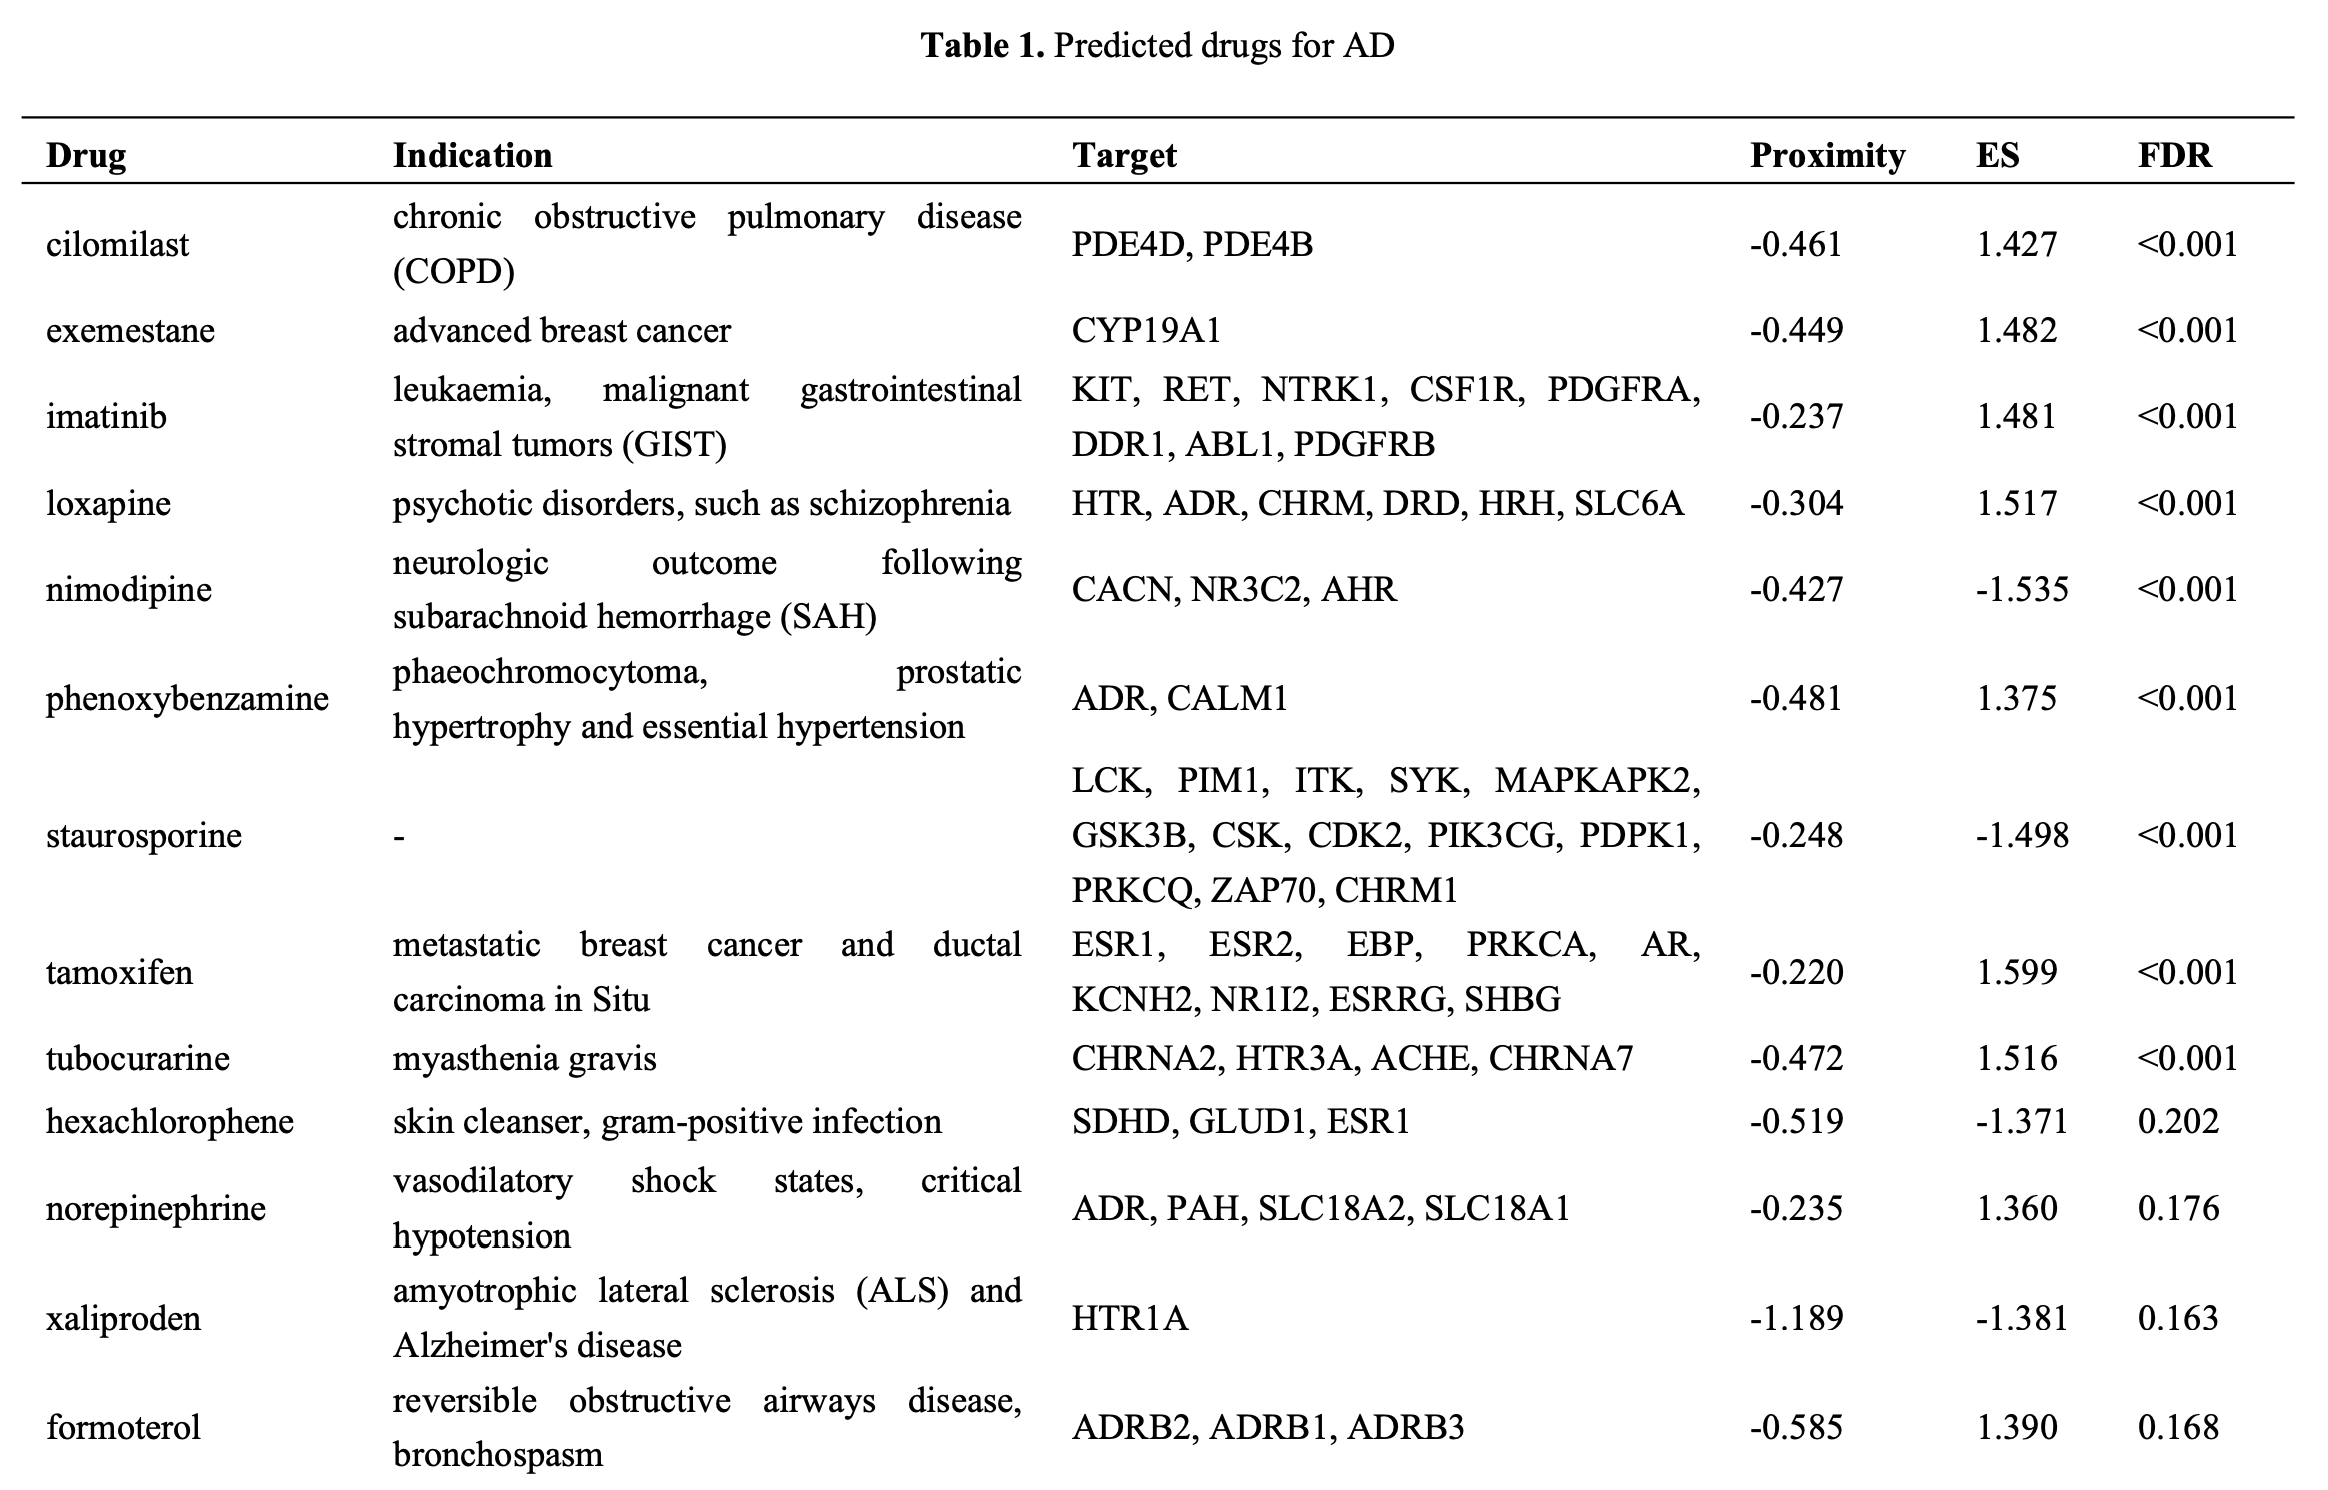 Table 1. Predicted drugs for AD
Drug Indication Target Proximity ES FDR
chronic obstructive pulmonary disease
cilomilast PDE4D, PDE4B -0.461 1.427 <0.001
(COPD)
exemestane advanced breast cancer CYP19A1 -0.449 1.482 <0.001
leukaemia, malignant gastrointestinal KIT, RET, NTRK1, CSF1R, PDGFRA,
imatinib -0.237 1.481 <0.001
stromal tumors (GIST) DDR1, ABL1, PDGFRB
loxapine psychotic disorders, such as schizophrenia HTR, ADR, CHRM, DRD, HRH, SLC6A -0.304 1.517 <0.001
neurologic outcome following
nimodipine CACN, NR3C2, AHR -0.427 -1.535 <0.001
subarachnoid hemorrhage (SAH)
phaeochromocytoma, prostatic
phenoxybenzamine ADR, CALM1 -0.481 1.375 <0.001
hypertrophy and essential hypertension
LCK, PIM1, ITK, SYK, MAPKAPK2,
staurosporine - GSK3B, CSK, CDK2, PIK3CG, PDPK1, -0.248 -1.498 <0.001
PRKCQ, ZAP70, CHRM1
metastatic breast cancer and ductal ESR1, ESR2, EBP, PRKCA, AR,
tamoxifen -0.220 1.599 <0.001
carcinoma in Situ KCNH2, NR1I2, ESRRG, SHBG
tubocurarine myasthenia gravis CHRNA2, HTR3A, ACHE, CHRNA7 -0.472 1.516 <0.001
hexachlorophene skin cleanser, gram-positive infection SDHD, GLUD1, ESR1 -0.519 -1.371 0.202
vasodilatory shock states, critical
norepinephrine ADR, PAH, SLC18A2, SLC18A1 -0.235 1.360 0.176
hypotension
amyotrophic lateral sclerosis (ALS) and
xaliproden HTR1A -1.189 -1.381 0.163
Alzheimer's disease
reversible obstructive airways disease,
formoterol ADRB2, ADRB1, ADRB3 -0.585 1.390 0.168
bronchospasm